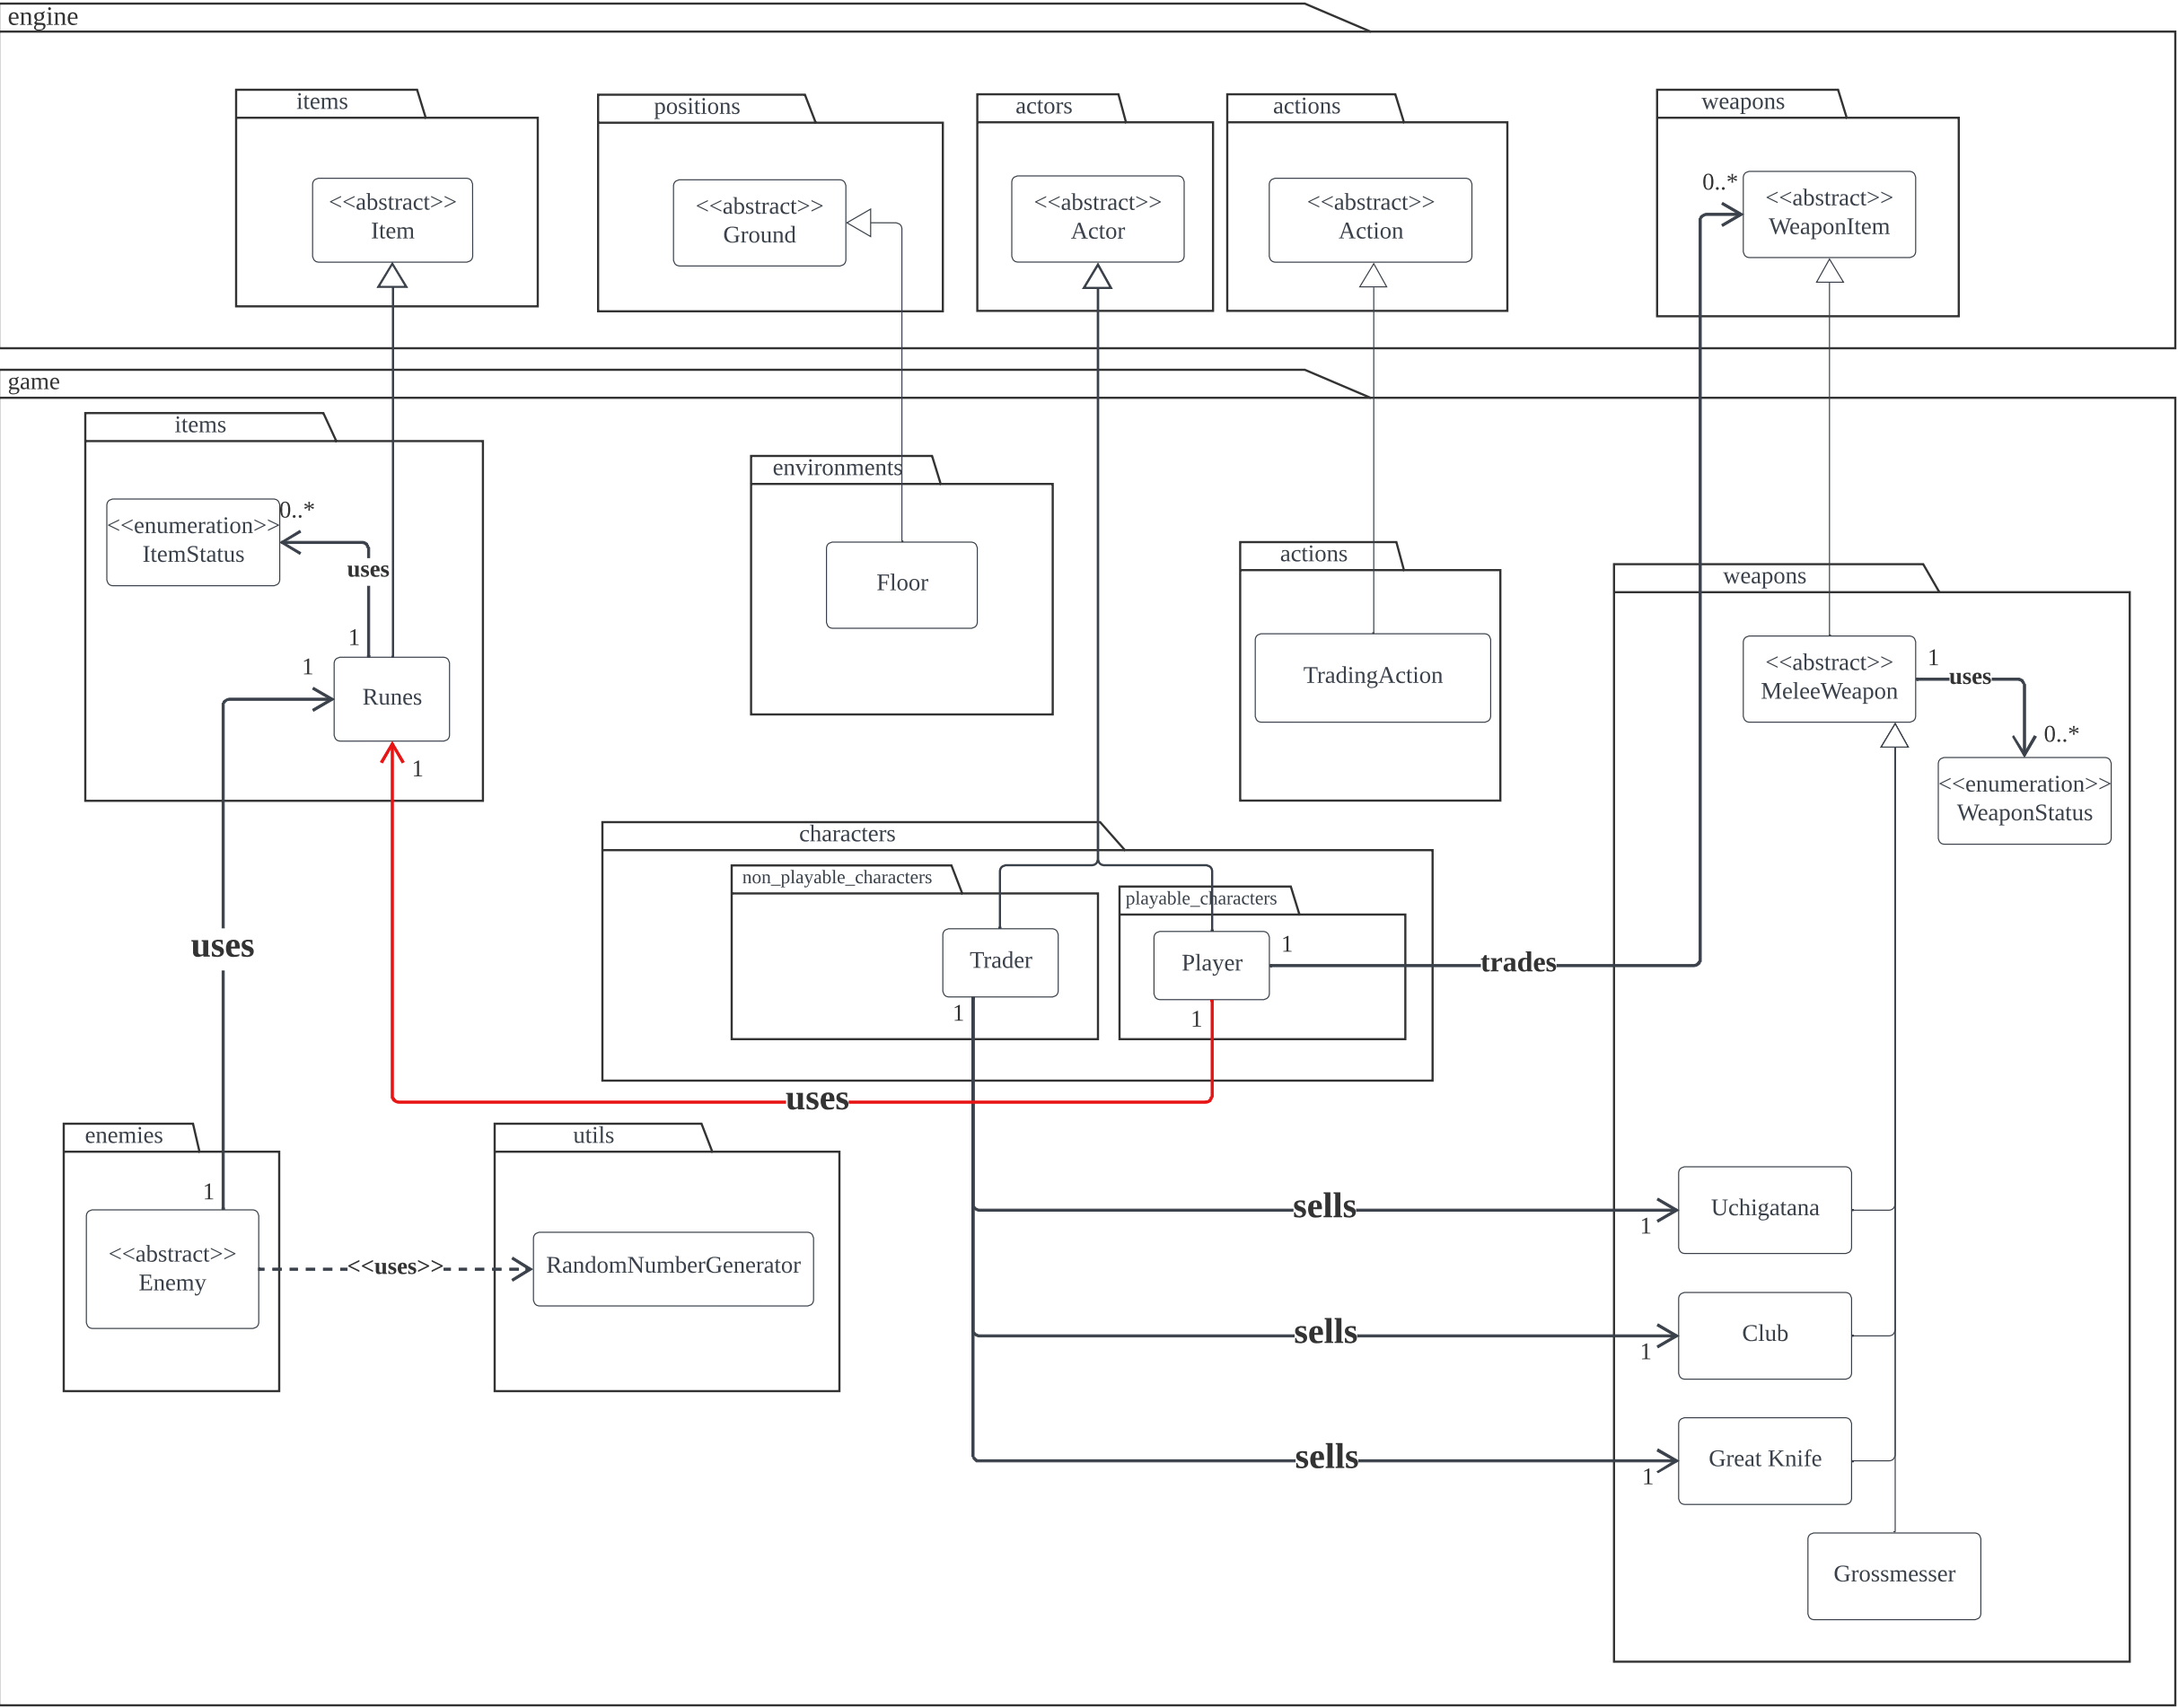 engine
items
positions
actors
actions
weapons
<<abstract>>
Item
<<abstract>>
Ground
<<abstract>>
Actor
<<abstract>>
Action
0..*
<<abstract>>
WeaponItem
game
items
<<enumeration>>
ItemStatus
0..*
uses
1
1
Runes
1
environments
Floor
actions
TradingAction
weapons
<<abstract>>
MeleeWeapon
1
uses
0..*
<<enumeration>>
WeaponStatus
characters
non_playable_characters
playable_characters
Trader
1
Player
1
1
trades
uses
uses
enemies
1
<<abstract>>
Enemy
<<uses>>
utils
RandomNumberGenerator
sells
1
Uchigatana
sells
1
Club
sells
1
Great Knife
Grossmesser